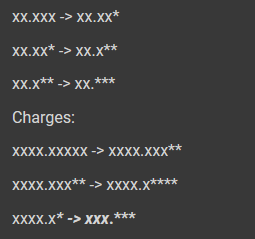 xx.xxx -> xx.xx*
xx.xx* -> xx.x**
xx.x** -> xx.***
Charges:
xxxx.xxxxx -> xxxx.xxx**
xxxx.xxx** -> xxxx.x****
xxxx.x* -> xxx.***